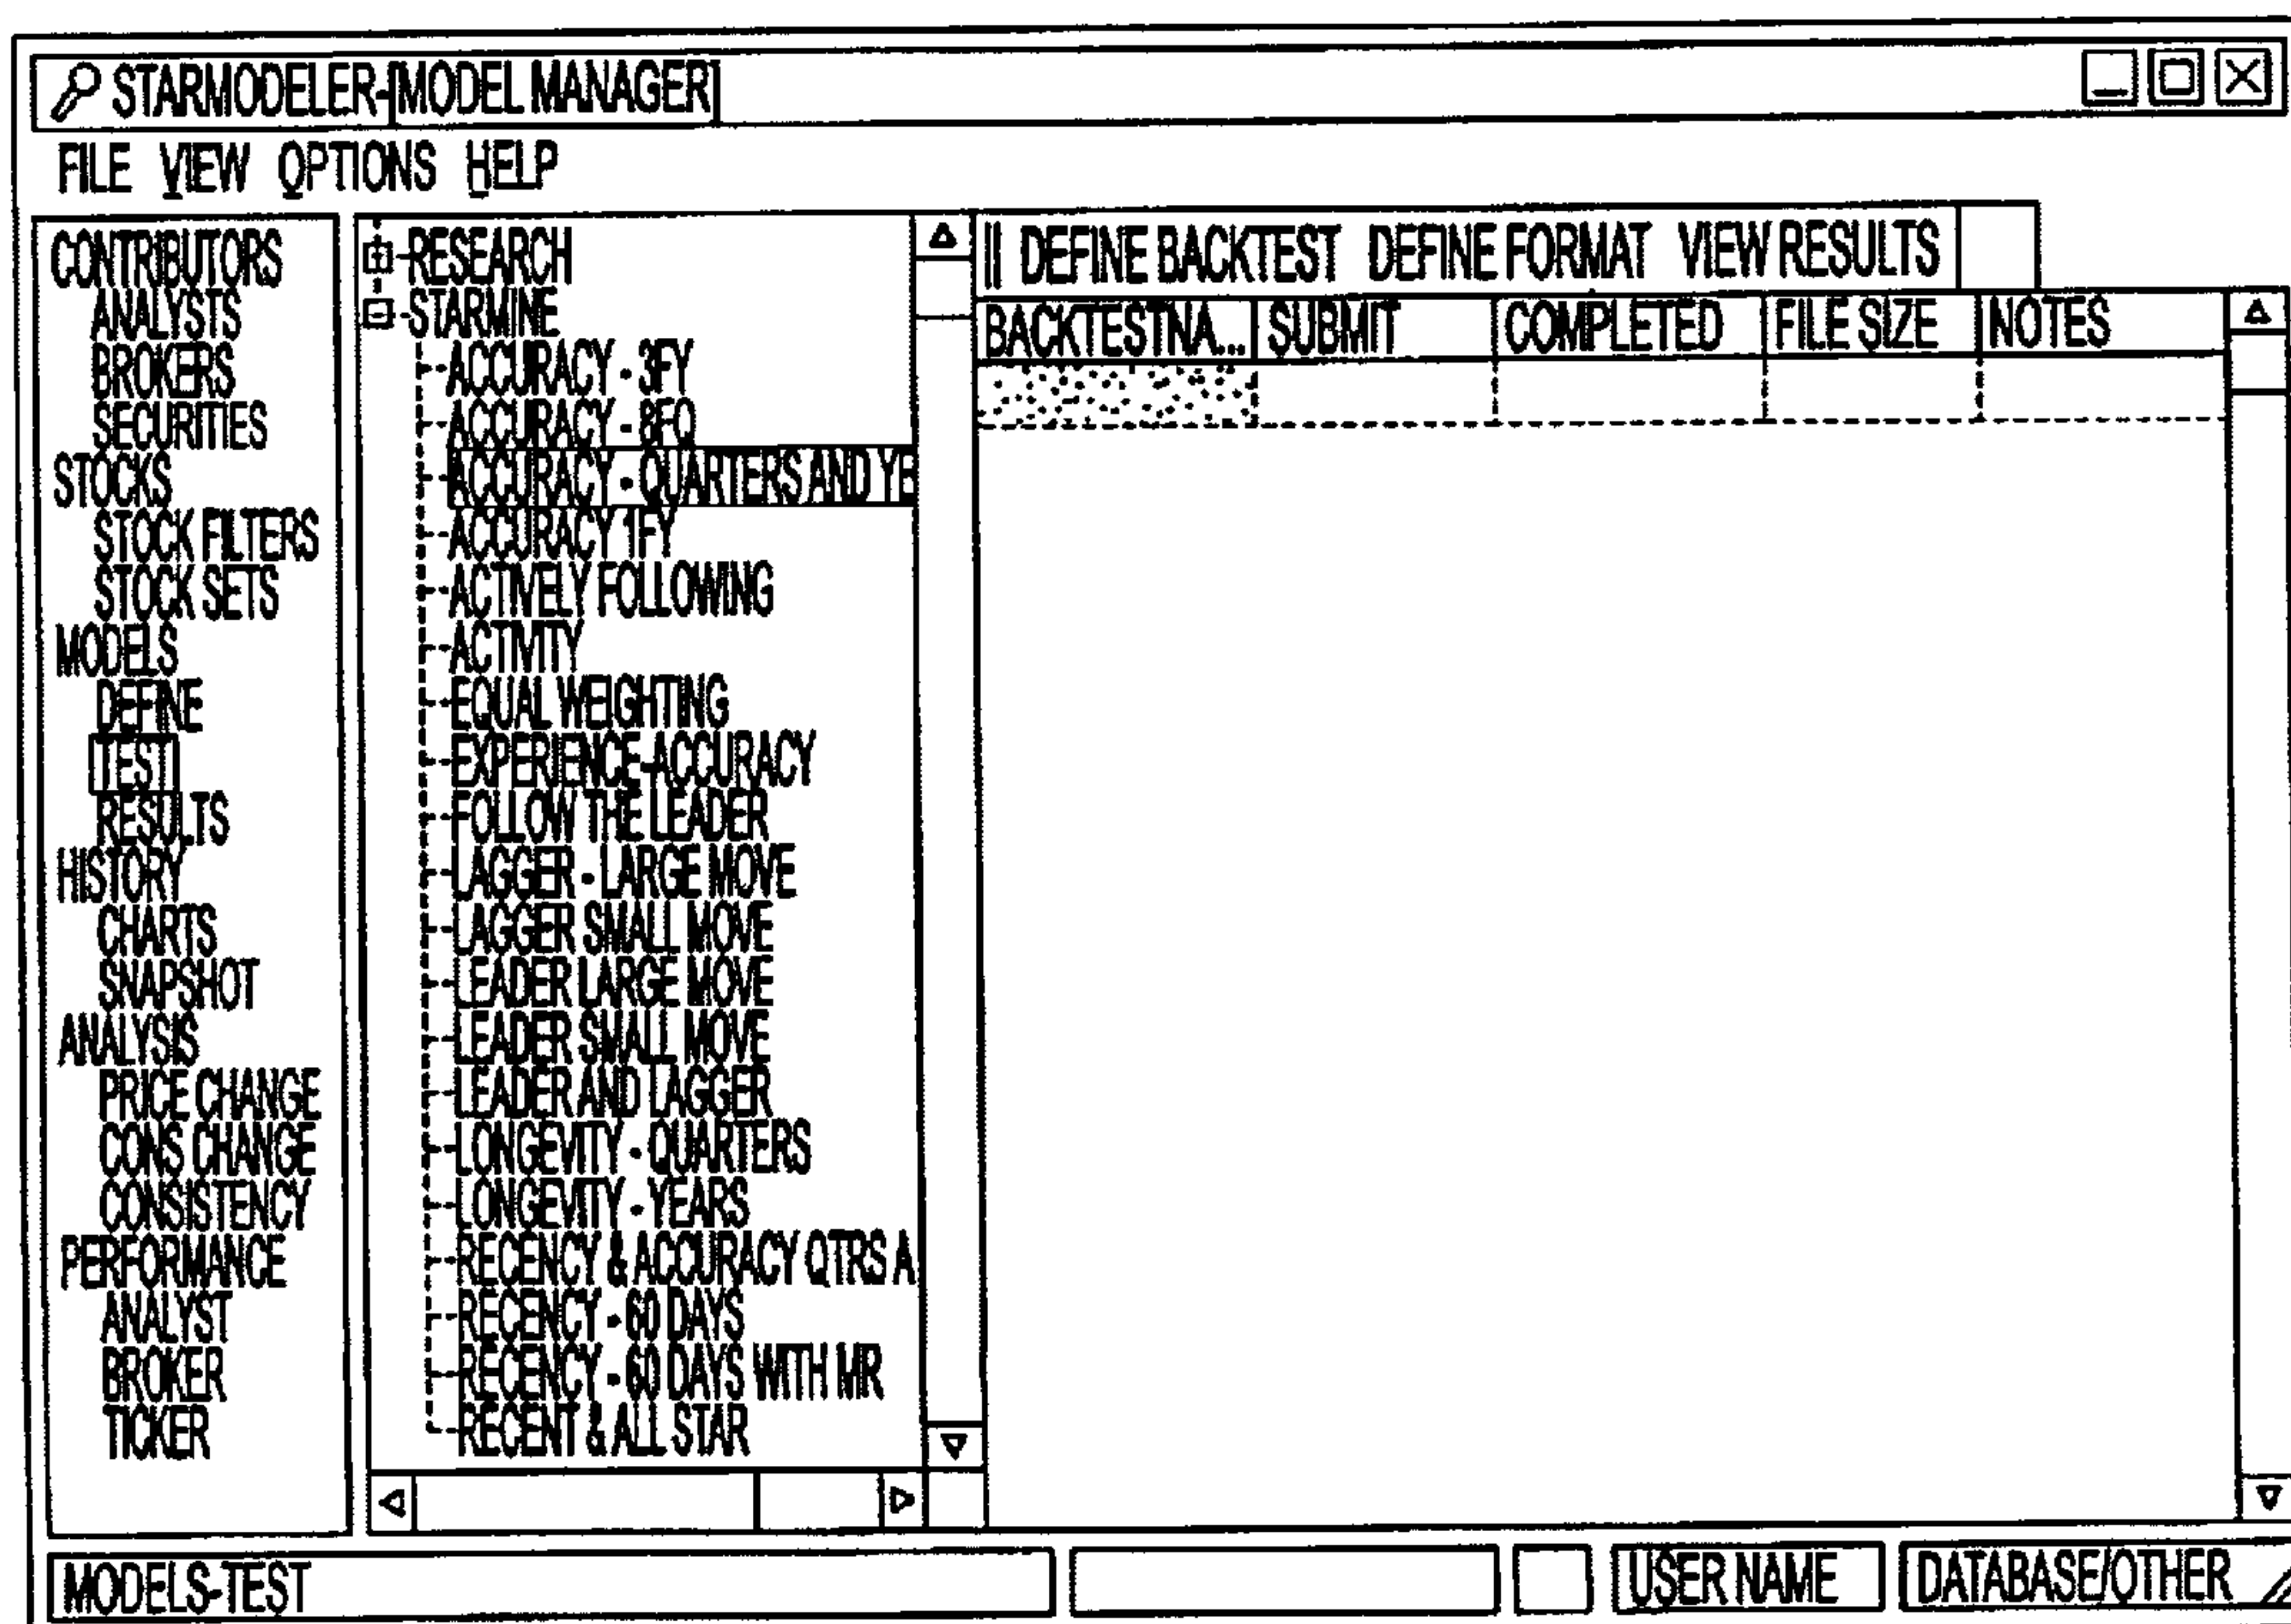 STARMODELER-[MODEL MANAGER]
FILE VIEW OPTIONS HELP
CONTRIBUTORS
ANALYSTS
BROKERS
SECURITIES
STOCKS
STOCK FILTERS
STOCK SETS
MODELS
DEFINE
TEST
RESULTS
HISTORY
CHARTS
SNAPSHOT
ANALYSIS
PRICE CHANGE
CONS CHANGE
CONSISTENCY
PERFORMANCE
ANALYST
BROKER
TICKER
RESEARCH
STARMINE
ACCURACY - 3FY
ACCURACY - 8FQ
ACCURACY - QUARTERS AND YE
ACCURACY 1FY
ACTIVELY FOLLOWING
ACTIVITY
EQUAL WEIGHTING
EXPERIENCE-ACCURACY
FOLLOW THE LEADER
LAGGER - LARGE MOVE
LAGGER SMALL MOVE
LEADER LARGE MOVE
LEADER SMALL MOVE
LEADER AND LAGGER
LONGEVITY - QUARTERS
LONGEVITY - YEARS
RECENCY & ACCURACY QTRS A
RECENCY - 60 DAYS
RECENCY - 60 DAYS WITH MR
RECENT & ALL STAR
DEFINE BACKTEST DEFINE FORMAT VIEW RESULTS
BACKTESTNA... SUBMIT COMPLETED FILE SIZE NOTES
MODELS-TEST USER NAME DATABASE/OTHER